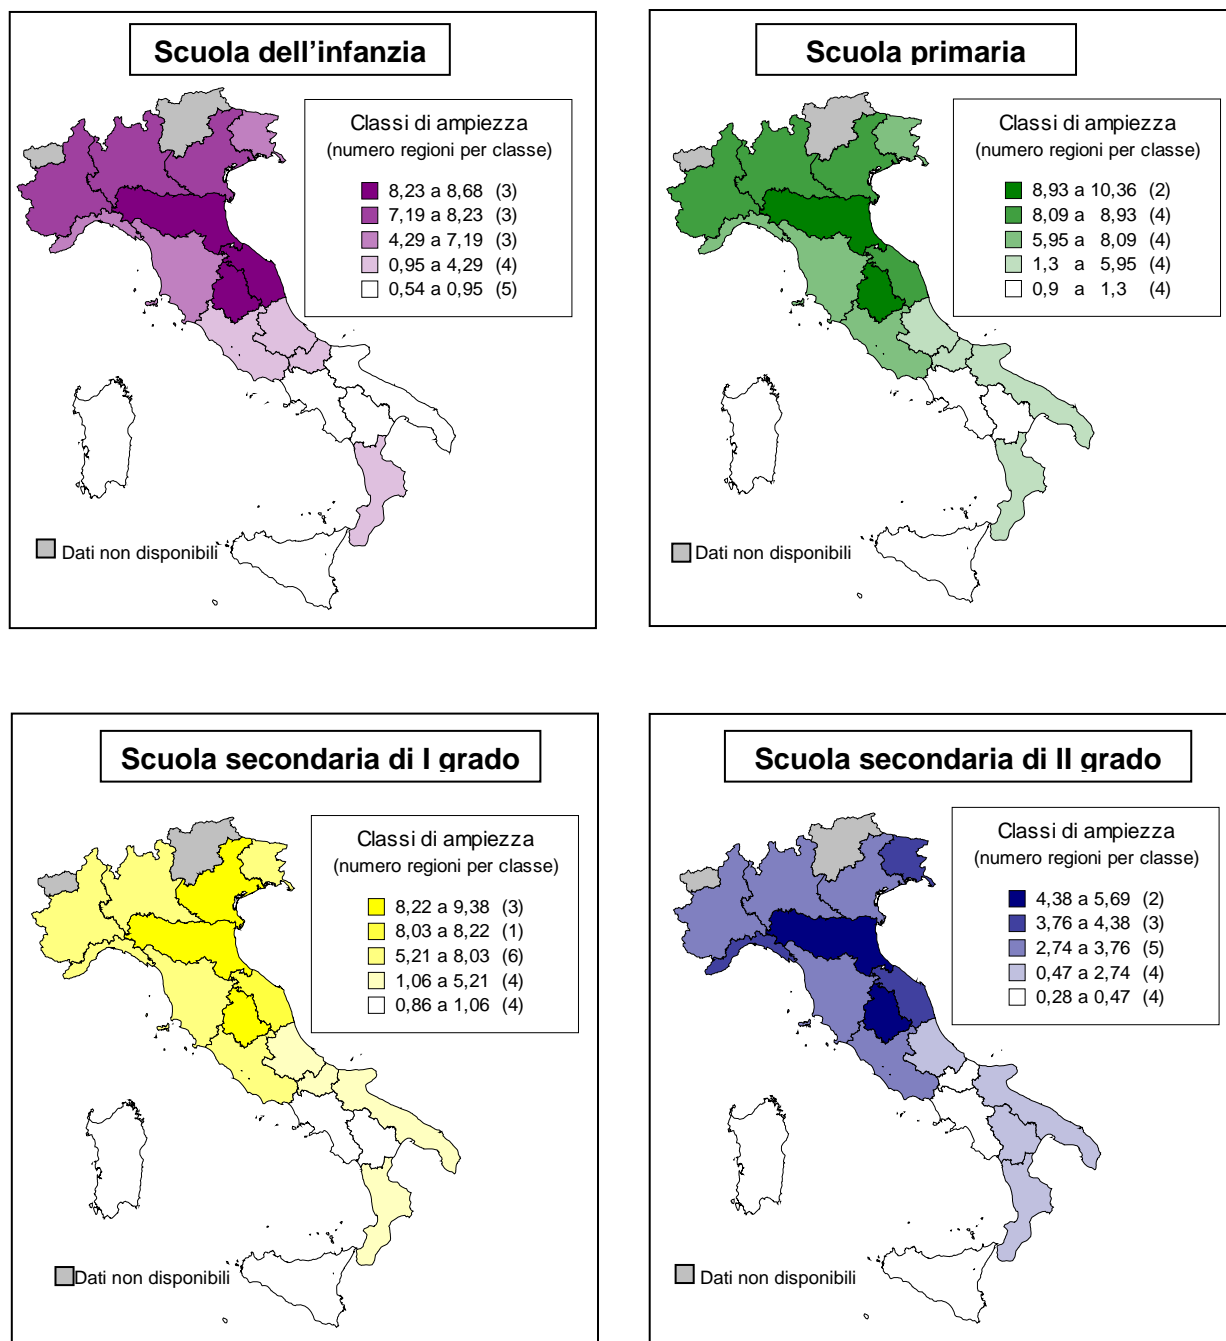 Scuola dell'infanzia
Classi di ampiezza
(numero regioni per classe)
8,23 a 8,68 (3)
7,19 a 8,23 (3)
4,29 a 7,19 (3)
0,95 a 4,29 (4)
0,54 a 0,95 (5)
Dati non disponibili
Scuola primaria
Classi di ampiezza
(numero regioni per classe)
8,93 a 10,36 (2)
8,09 a 8,93 (4)
5,95 a 8,09 (4)
1,3 a 5,95 (4)
0,9 a 1,3 (4)
Dati non disponibili
Scuola secondaria di I grado
Classi di ampiezza
(numero regioni per classe)
8,22 a 9,38 (3)
8,03 a 8,22 (1)
5,21 a 8,03 (6)
1,06 a 5,21 (4)
0,86 a 1,06 (4)
Dati non disponibili
Scuola secondaria di II grado
Classi di ampiezza
(numero regioni per classe)
4,38 a 5,69 (2)
3,76 a 4,38 (3)
2,74 a 3,76 (5)
0,47 a 2,74 (4)
0,28 a 0,47 (4)
Dati non disponibili